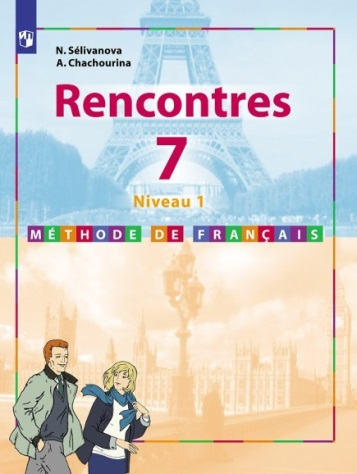 N. Sélivanova
A. Chachourina
Rencontres
7
Niveau 1
MÉTHODE DE FRANÇAIS